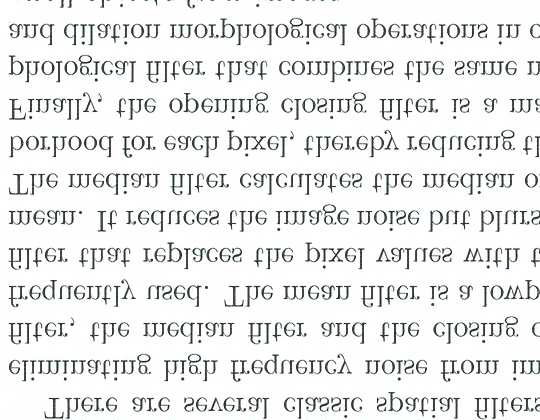 There are several classic spatial filters
eliminating high frequency noise from im
filter, the median filter and the closing o
frequently used. The mean filter is a lowp
filter that replaces the pixel values with t
mean. It reduces the image noise but blurs
The median filter calculates the median o
borhood for each pixel, thereby reducing th
Finally, the opening closing filter is a ma
phological filter that combines the same n
and dilation morphological operations in o